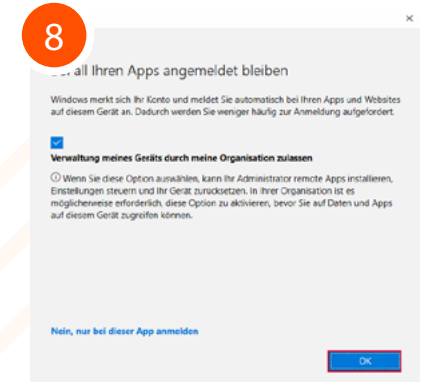 8
all Ihren Apps angemeldet bleiben
Windows merkt sich Ihr Konto und meldet Sie automatisch bei Ihren Apps und Websites
auf diesem Gerät an. Dadurch werden Sie weniger häufig zur Anmeldung aufgefordert.
Verwaltung meines Geräts durch meine Organisation zulassen
Wenn Sie diese Option auswählen, kann Ihr Administrator remote Apps installieren,
Einstellungen steuern und Ihr Gerät zurücksetzen. In Ihrer Organisation ist es
möglicherweise erforderlich, diese Option zu aktivieren, bevor Sie auf Daten und Apps
auf diesem Gerät zugreifen können.
Nein, nur bei dieser App anmelden
OK